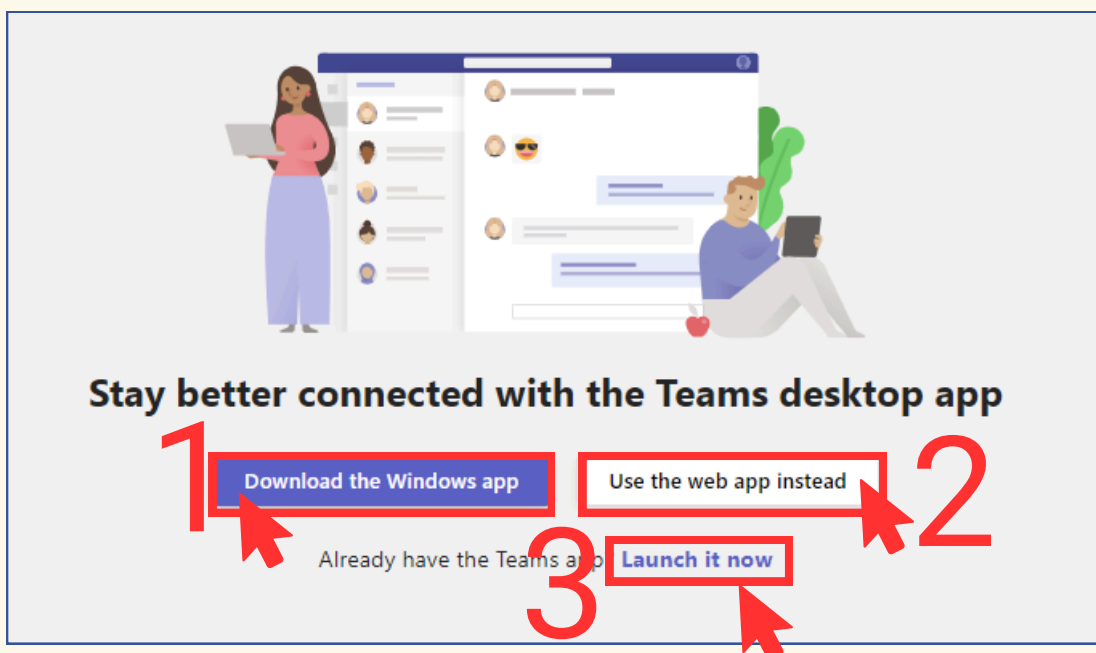 Stay better connected with the Teams desktop app
1 Download the Windows app Use the web app instead 2
Already have the Teams app 3 Launch it now